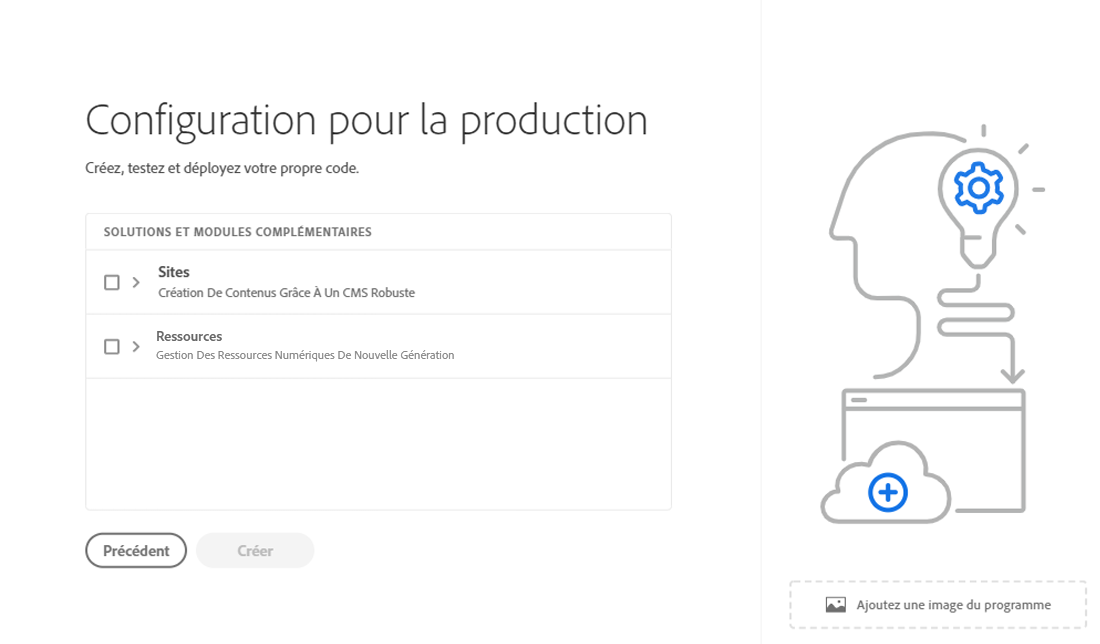 Configuration pour la production
Créez, testez et déployez votre propre code.
SOLUTIONS ET MODULES COMPLÉMENTAIRES
Sites
Création De Contenus Grâce À Un CMS Robuste
Ressources
Gestion Des Ressources Numériques De Nouvelle Génération
Précédent
Créer
Ajoutez une image du programme